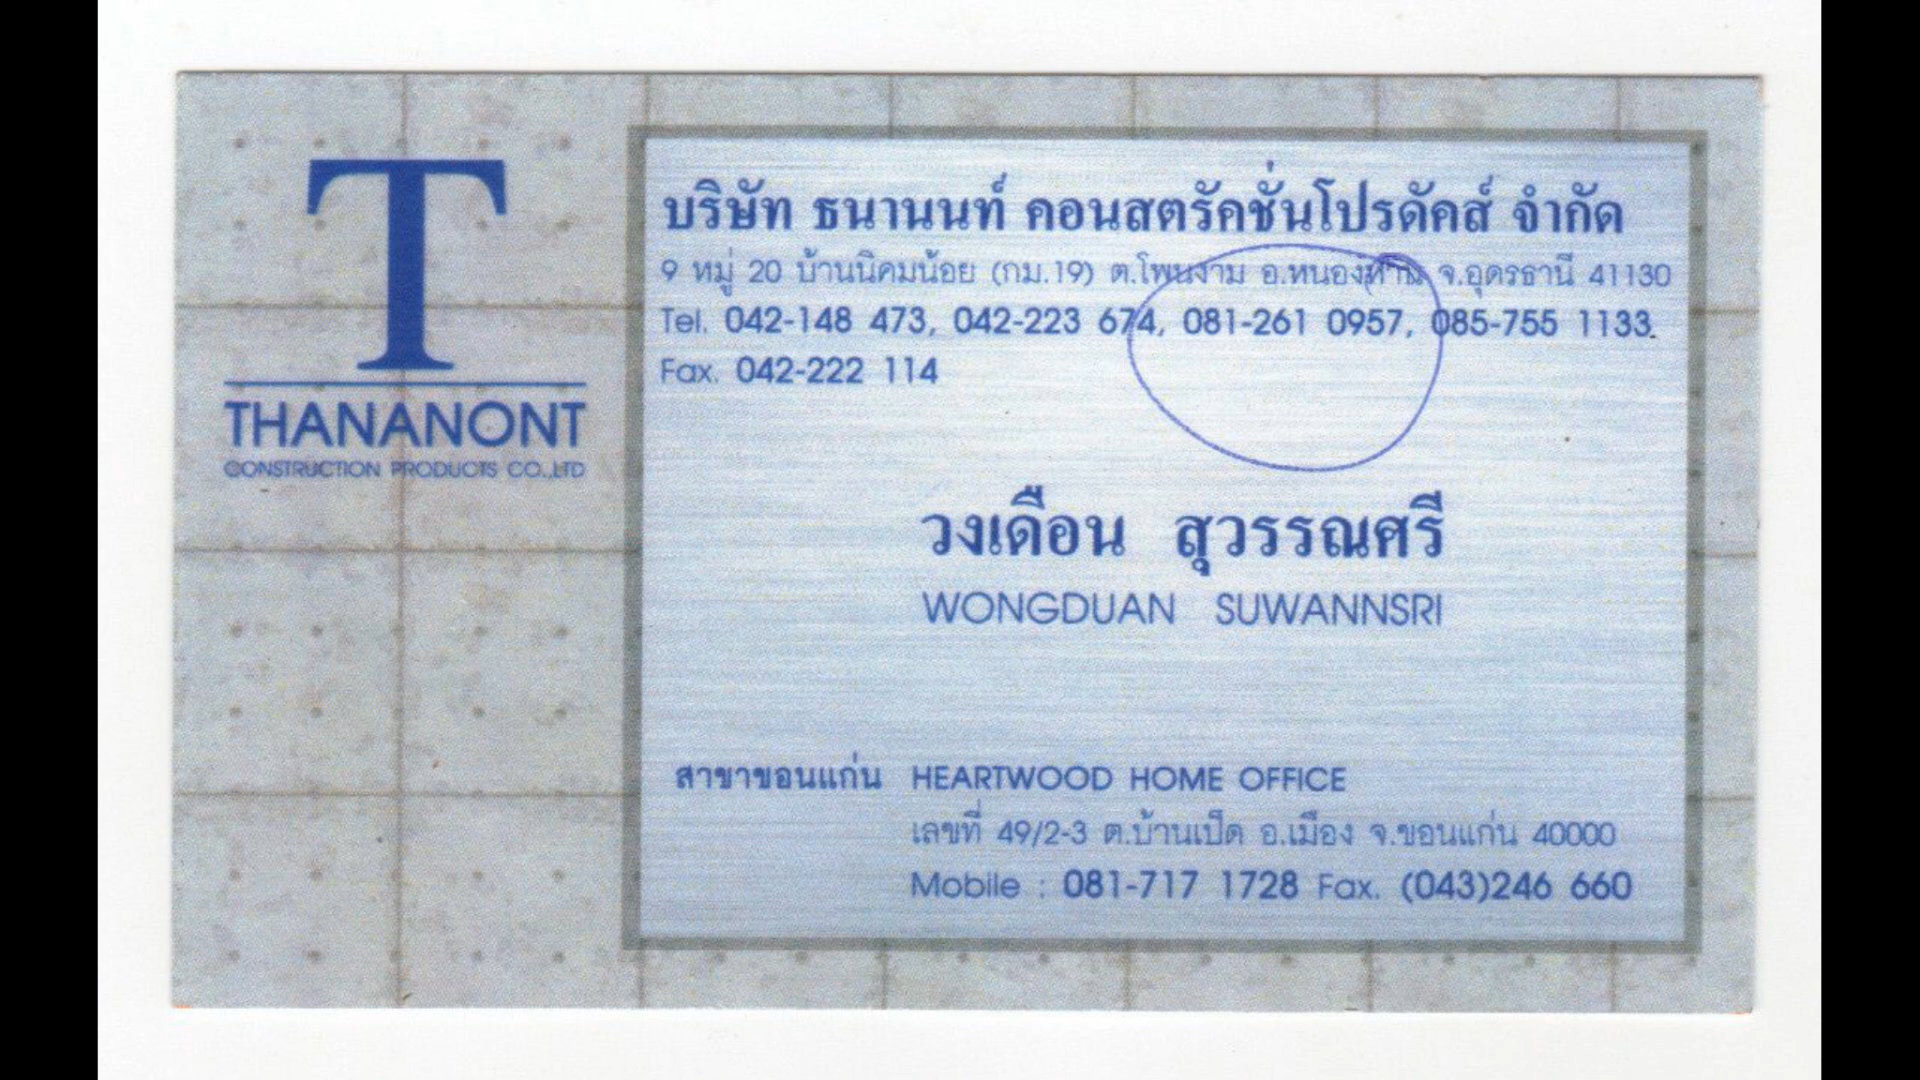 T
THANANONT
CONSTRUCTION PRODUCTS CO.,LTD
บริษัท ธนานนท์ คอนสตรัคชั่นโปรดัคส์ จำกัด
9 หมู่ 20 บ้านนิคมน้อย (กม.19) ต.โพนงาม อ.หนองหาน จ.อุดรธานี 41130
Tel. 042-148 473, 042-223 674, 081-261 0957, 085-755 1133.
Fax. 042-222 114
วงเดือน สุวรรณศรี
WONGDUAN SUWANNSRI
สาขาขอนแก่น HEARTWOOD HOME OFFICE
เลขที่ 49/2-3 ต.บ้านเป็ด อ.เมือง จ.ขอนแก่น 40000
Mobile : 081-717 1728 Fax. (043)246 660